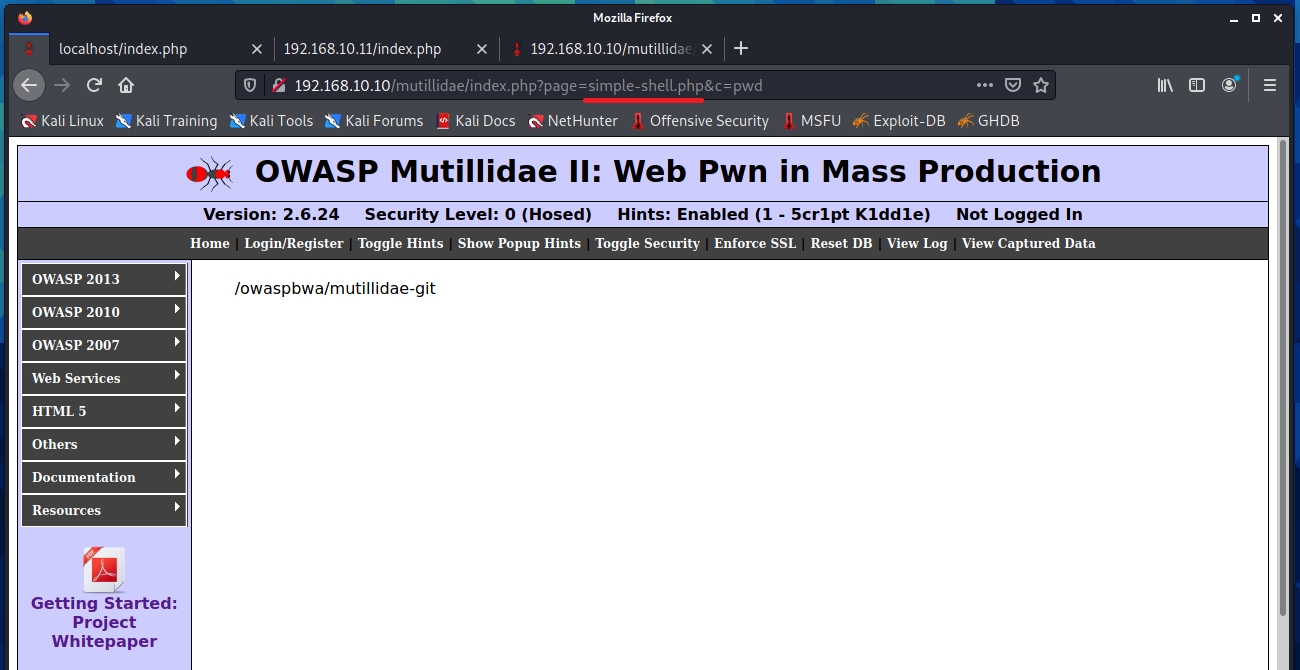 Mozilla Firefox
localhost/index.php 192.168.10.11/index.php 192.168.10.10/mutillidae/
192.168.10.10/mutillidae/index.php?page=simple-shell.php&c=pwd
Kali Linux Kali Training Kali Tools Kali Forums Kali Docs NetHunter Offensive Security MSFU Exploit-DB GHDB
OWASP Mutillidae II: Web Pwn in Mass Production
Version: 2.6.24 Security Level: 0 (Hosed) Hints: Enabled (1 - 5cr1pt K1dd1e) Not Logged In
Home | Login/Register | Toggle Hints | Show Popup Hints | Toggle Security | Enforce SSL | Reset DB | View Log | View Captured Data
OWASP 2013
OWASP 2010
OWASP 2007
Web Services
HTML 5
Others
Documentation
Resources
/owaspbwa/mutillidae-git
PDF
Getting Started:
Project
Whitepaper